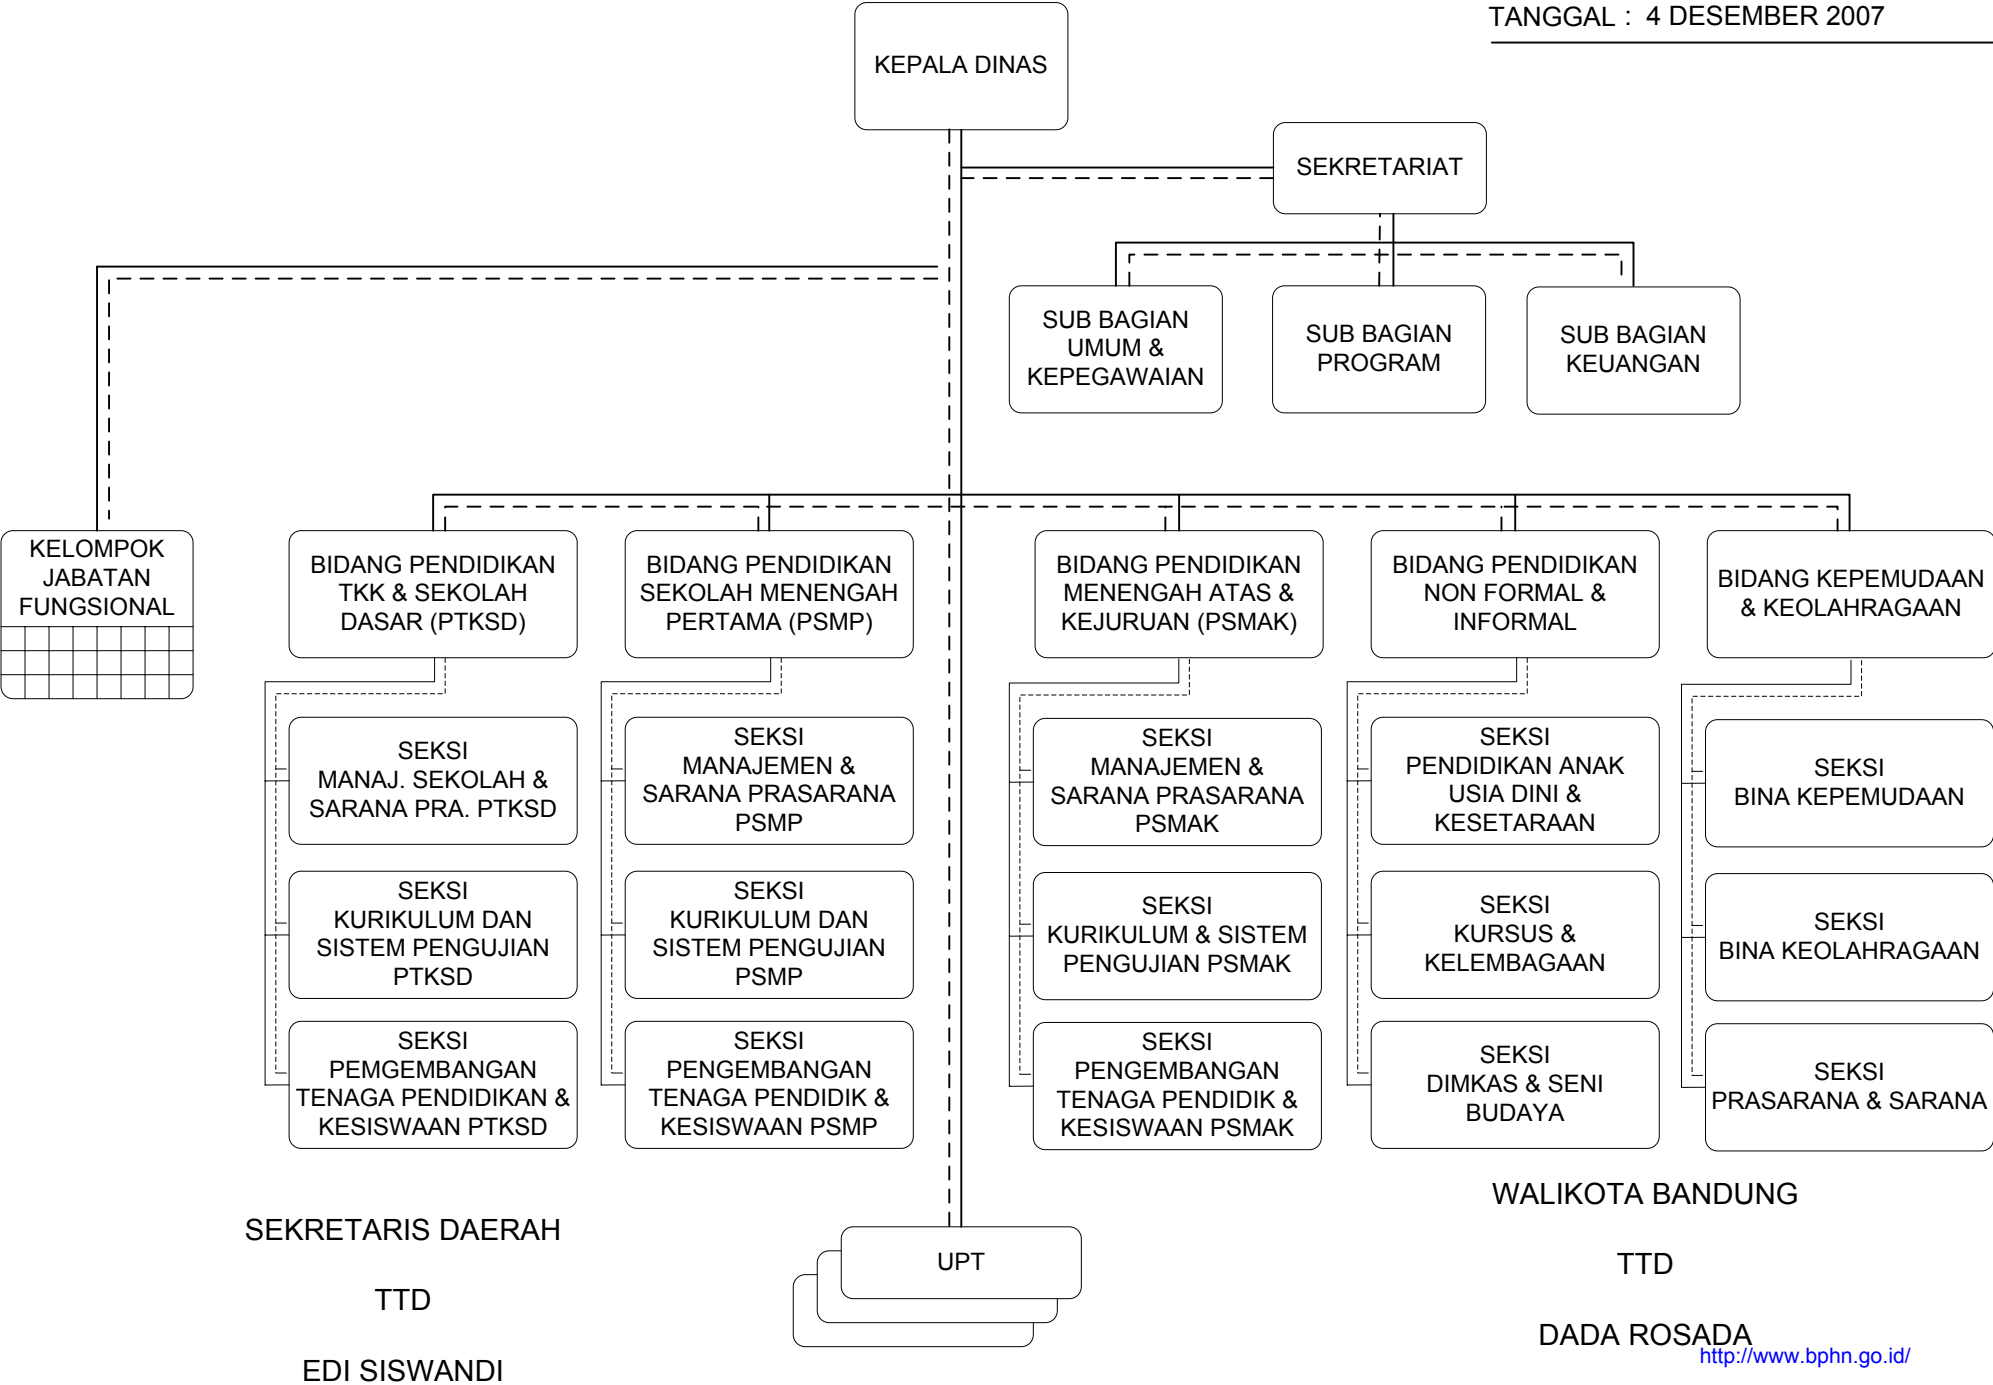 TANGGAL : 4 DESEMBER 2007
KEPALA DINAS
SEKRETARIAT
SUB BAGIAN
UMUM &
KEPEGAWAIAN
SUB BAGIAN
PROGRAM
SUB BAGIAN
KEUANGAN
KELOMPOK
JABATAN
FUNGSIONAL
BIDANG PENDIDIKAN
TKK & SEKOLAH
DASAR (PTKSD)
BIDANG PENDIDIKAN
SEKOLAH MENENGAH
PERTAMA (PSMP)
BIDANG PENDIDIKAN
MENENGAH ATAS &
KEJURUAN (PSMAK)
BIDANG PENDIDIKAN
NON FORMAL &
INFORMAL
BIDANG KEPEMUDAAN
& KEOLAHRAGAAN
SEKSI
MANAJ. SEKOLAH &
SARANA PRA. PTKSD
SEKSI
MANAJEMEN &
SARANA PRASARANA
PSMP
SEKSI
MANAJEMEN &
SARANA PRASARANA
PSMAK
SEKSI
PENDIDIKAN ANAK
USIA DINI &
KESETARAAN
SEKSI
BINA KEPEMUDAAN
SEKSI
KURIKULUM DAN
SISTEM PENGUJIAN
PTKSD
SEKSI
KURIKULUM DAN
SISTEM PENGUJIAN
PSMP
SEKSI
KURIKULUM & SISTEM
PENGUJIAN PSMAK
SEKSI
KURSUS &
KELEMBAGAAN
SEKSI
BINA KEOLAHRAGAAN
SEKSI
PEMGEMBANGAN
TENAGA PENDIDIKAN &
KESISWAAN PTKSD
SEKSI
PENGEMBANGAN
TENAGA PENDIDIK &
KESISWAAN PSMP
SEKSI
PENGEMBANGAN
TENAGA PENDIDIK &
KESISWAAN PSMAK
SEKSI
DIMKAS & SENI
BUDAYA
SEKSI
PRASARANA & SARANA
SEKRETARIS DAERAH
TTD
EDI SISWANDI
UPT
WALIKOTA BANDUNG
TTD
DADA ROSADA
http://www.bphn.go.id/